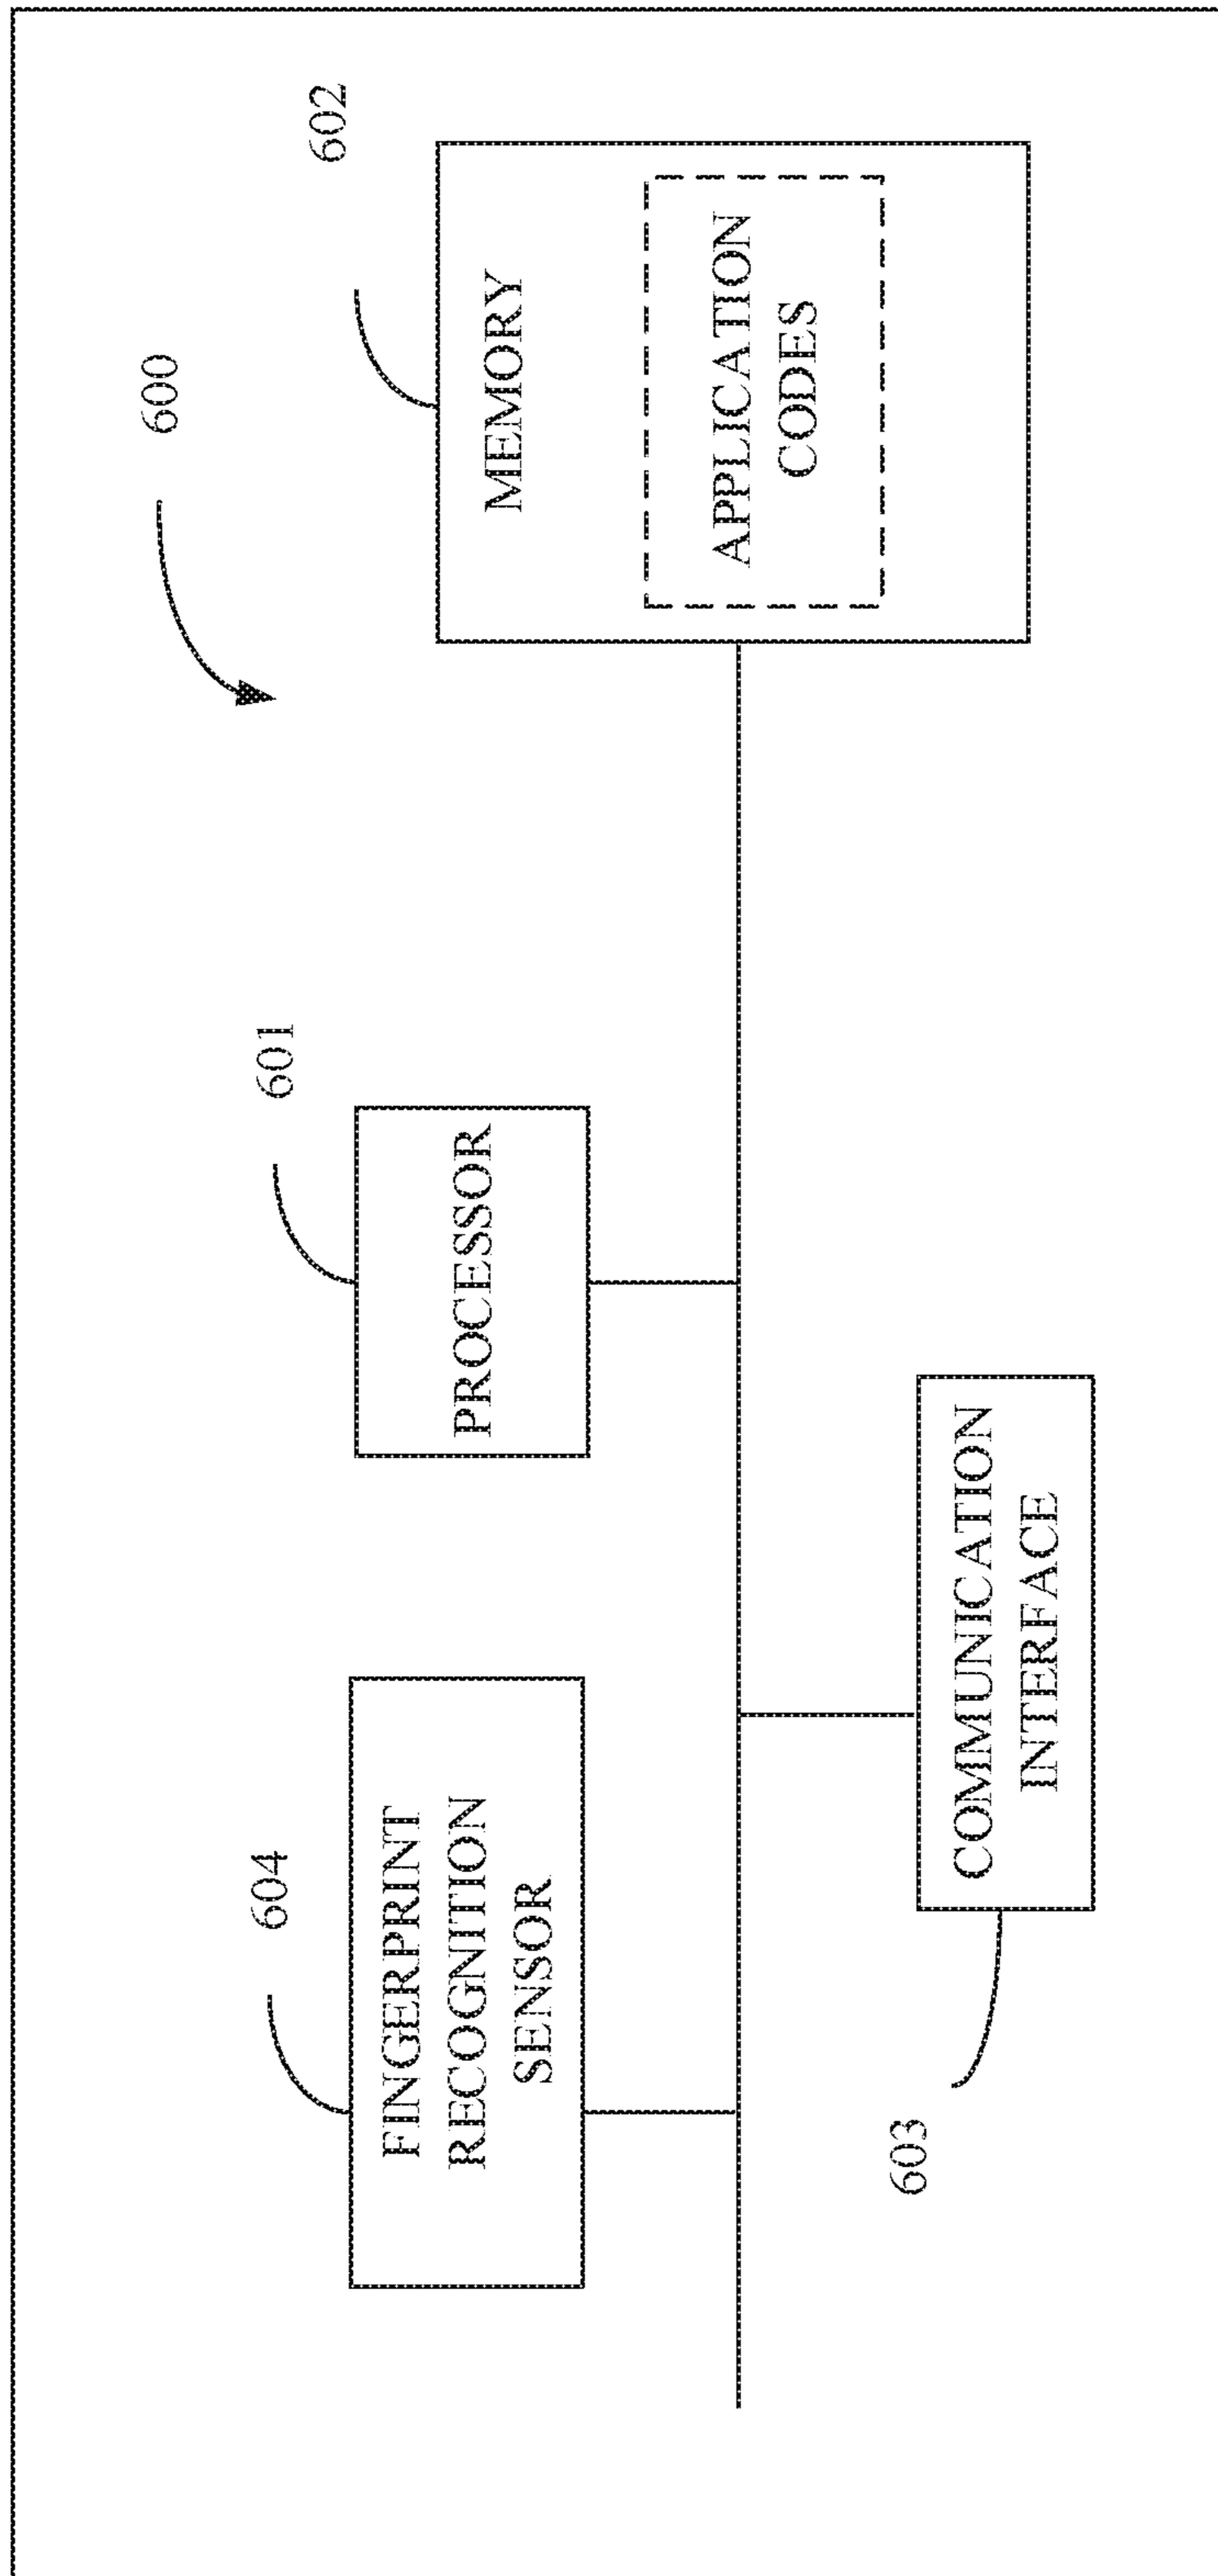 600
604
FINGERPRINT
RECOGNITION
SENSOR
601
PROCESSOR
602
MEMORY
APPLICATION
CODES
603
COMMUNICATION
INTERFACE